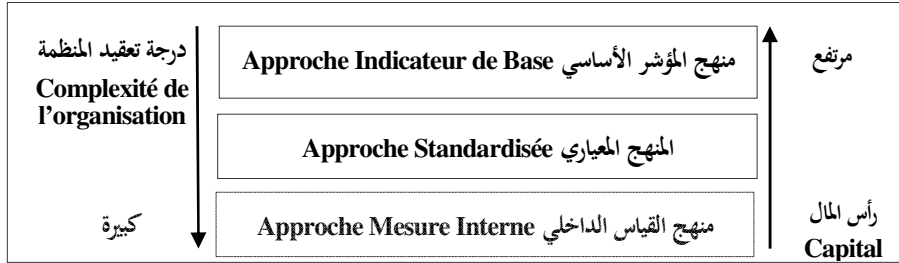 درجة تعقيد المنظمة
Complexité de
l'organisation
كبيرة
منهج المؤشر الأساسي Approche Indicateur de Base
المنهج المعياري Approche Standardisée
منهج القياس الداخلي Approche Mesure Interne
مرتفع
رأس المال
Capital